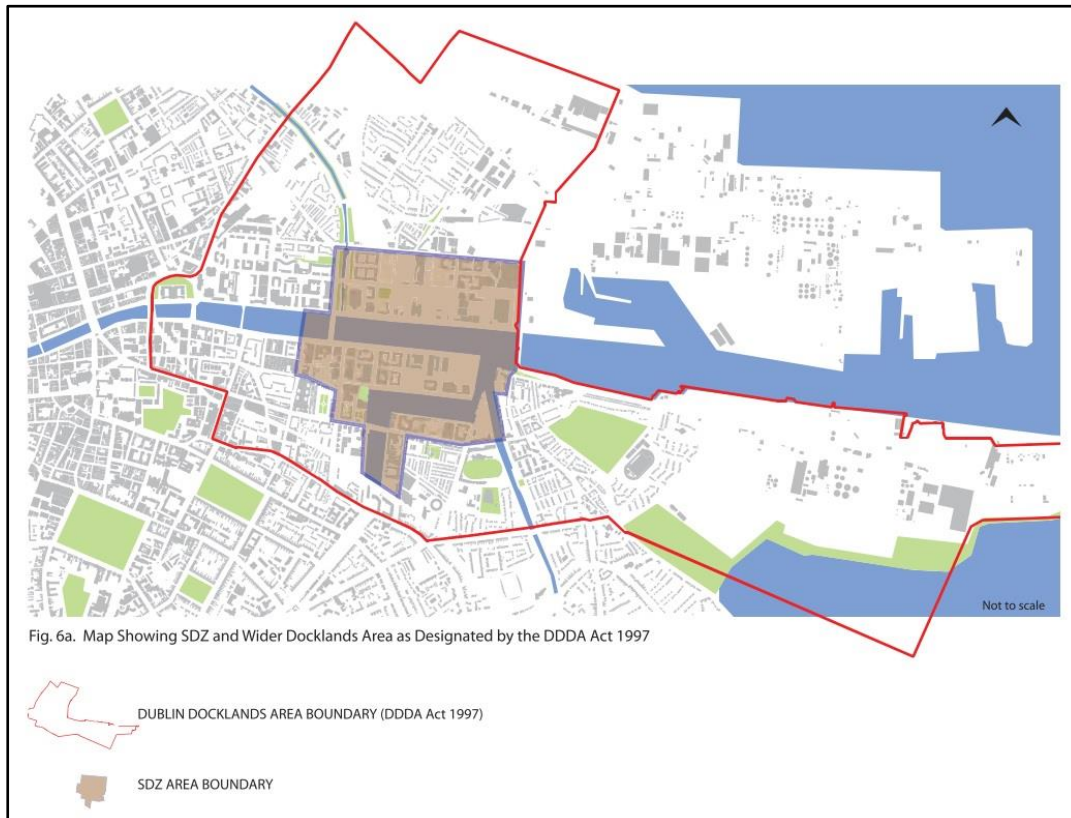 Not to scale
Fig. 6a. Map Showing SDZ and Wider Docklands Area as Designated by the DDDA Act 1997
DUBLIN DOCKLANDS AREA BOUNDARY (DDDA Act 1997)
SDZ AREA BOUNDARY